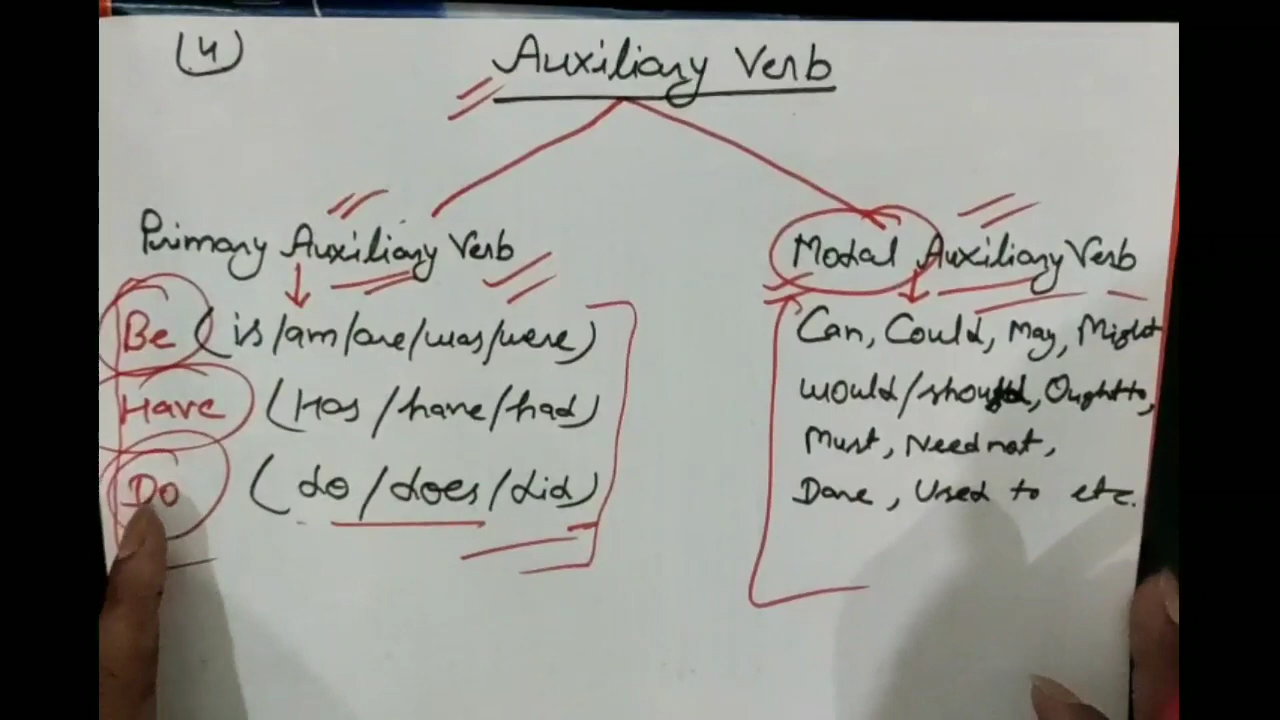 (4)
Auxiliary Verb
Primary Auxiliary Verb
Be (is/am/are/was/were)
Have (Has/have/had)
Do (do/does/did)
Modal Auxiliary Verb
Can, Could, May, Might
would/should, Ought to,
Must, Need not,
Dare, Used to etc.